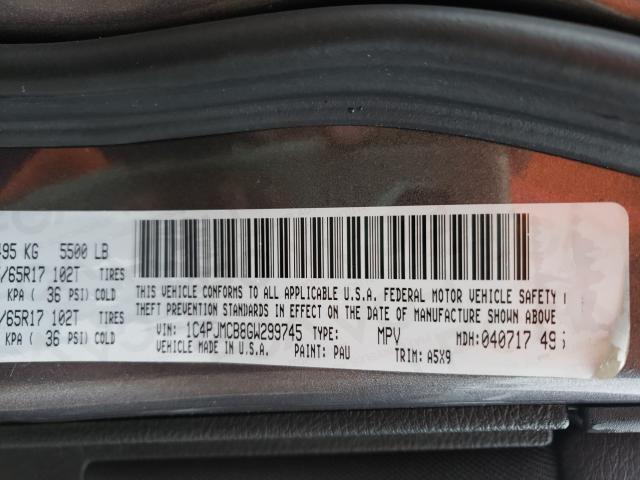 495 KG 5500 LB
/65R17 102T TIRES
KPA ( 36 PSI) COLD
/65R17 102T TIRES
KPA ( 36 PSI) COLD
THIS VEHICLE CONFORMS TO ALL APPLICABLE U.S.A. FEDERAL MOTOR VEHICLE SAFETY
THEFT PREVENTION STANDARDS IN EFFECT ON THE DATE OF MANUFACTURE SHOWN ABOVE
VIN: 1C4PJMCB6GW299745 TYPE: MPV MDH: 040717 49
VEHICLE MADE IN U.S.A. PAINT: PAU TRIM: A5X9